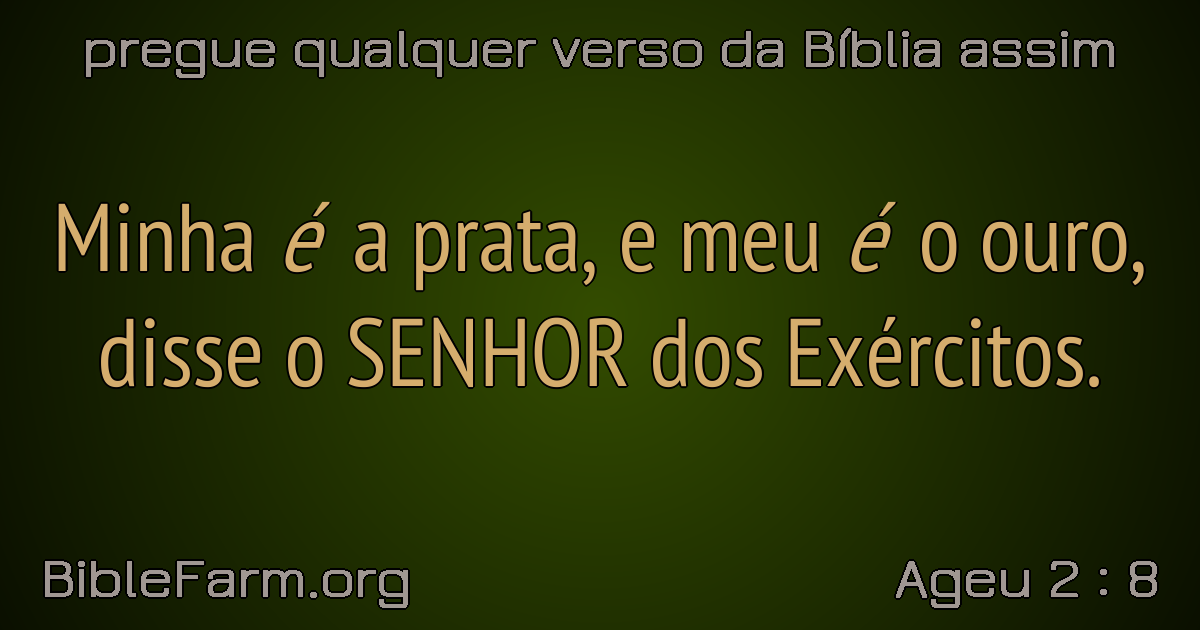 pregue qualquer verso da Bíblia assim
Minha é a prata, e meu é o ouro,
disse o SENHOR dos Exércitos.
BibleFarm.org
Ageu 2 : 8